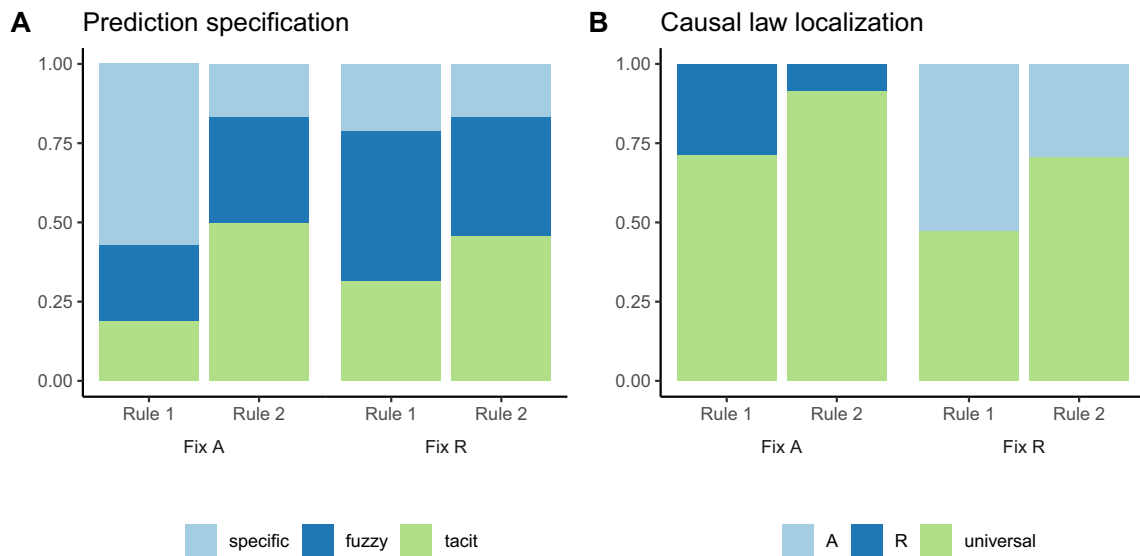 A Prediction specification
1.00
0.75
0.50
0.25
0.00
Rule 1 Rule 2 Rule 1 Rule 2
Fix A Fix R
specific fuzzy tacit
B Causal law localization
1.00
0.75
0.50
0.25
0.00
Rule 1 Rule 2 Rule 1 Rule 2
Fix A Fix R
A R universal